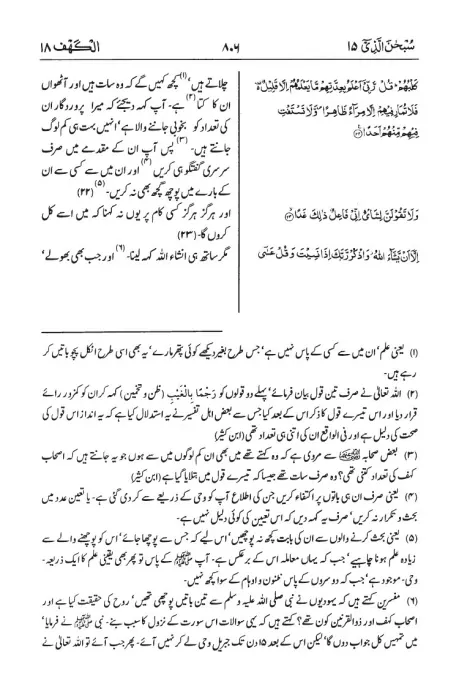 سُبْحٰنَ الَّذِیْ ۱۵
۸۰۶
الکَہْف ۱۸
كَلْبُهُمْ قُلْ رَّبِّيْٓ اَعْلَمُ بِعِدَّتِهِمْ مَّا يَعْلَمُهُمْ اِلَّا قَلِيْلٌ
فَلَا تُمَارِ فِيْهِمْ اِلَّا مِرَآءً ظَاهِرًا وَّلَا تَسْتَفْتِ
فِيْهِمْ مِّنْهُمْ اَحَدًا ﴿۲۲﴾
وَلَا تَقُوْلَنَّ لِشَايْءٍ اِنِّيْ فَاعِلٌ ذٰلِكَ غَدًا ﴿۲۳﴾
اِلَّآ اَنْ يَّشَآءَ اللّٰهُ وَاذْكُرْ رَّبَّكَ اِذَا نَسِيْتَ وَقُلْ عَسٰٓى
چلاتے ہیں،(۱) کچھ کہیں گے کہ وہ سات ہیں اور آٹھواں
ان کا کتا(۲) ہے۔ آپ کہہ دیجئے کہ میرا پروردگار ان
کی تعداد کو بخوبی جاننے والا ہے، انہیں بہت ہی کم لوگ
جانتے ہیں۔(۳) پس آپ ان کے مقدمے میں صرف
سرسری گفتگو ہی کریں(۴) اور ان میں سے کسی سے ان
کے بارے میں پوچھ گچھ بھی نہ کریں۔(۵) (۲۲)
اور ہرگز ہرگز کسی کام پر یوں نہ کہنا کہ میں اسے کل
کروں گا۔ (۲۳)
مگر ساتھ ہی انشاء اللہ کہہ لینا۔(۶) اور جب بھی بھولے،
(۱) یعنی علم، ان میں سے کسی کے پاس نہیں ہے، جس طرح بغیر دیکھے کوئی پتھر مارے، یہ بھی اسی طرح اٹکل پچو باتیں کر
رہے ہیں۔
(۲) اللہ تعالیٰ نے صرف تین قول بیان فرمائے، پہلے دو قولوں کو رَجْمًا بِالْغَيْبِ (ظن و تخمین) کہہ کر ان کو کمزور رائے
قرار دیا اور اس تیسرے قول کا ذکر اس کے بعد کیا جس سے بعض اہل تفسیر نے یہ استدلال کیا ہے کہ یہ انداز اس قول کی
صحت کی دلیل ہے اور فی الواقع ان کی اتنی ہی تعداد تھی (ابن کثیر)
(۳) بعض صحابہ ؓ سے مروی ہے کہ وہ کہتے تھے میں بھی ان کم لوگوں میں سے ہوں جو یہ جانتے ہیں کہ اصحاب
کہف کی تعداد کتنی تھی؟ وہ صرف سات تھے جیسا کہ تیسرے قول میں بتلایا گیا ہے (ابن کثیر)
(۴) یعنی صرف ان ہی باتوں پر اکتفاء کریں جن کی اطلاع آپ کو وحی کے ذریعے سے کر دی گئی ہے۔ یا تعین عدد میں
بحث و تکرار نہ کریں، صرف یہ کہہ دیں کہ اس تعیین کی کوئی دلیل نہیں ہے۔
(۵) یعنی بحث کرنے والوں سے ان کی بابت کچھ نہ پوچھیں، اس لیے کہ جس سے پوچھا جائے، اس کو پوچھنے والے سے
زیادہ علم ہونا چاہیے، جب کہ یہاں معاملہ اس کے برعکس ہے۔ آپ ﷺ کے پاس تو پھر بھی یقینی علم کا ایک ذریعہ۔
وحی۔ موجود ہے، جب کہ دوسروں کے پاس ظنون و اوہام کے سوا کچھ نہیں۔
(۶) مفسرین کہتے ہیں کہ یہودیوں نے نبی صلی اللہ علیہ وسلم سے تین باتیں پوچھی تھیں، روح کی حقیقت کیا ہے اور
اصحاب کہف اور ذوالقرنین کون تھے؟ کہتے ہیں کہ یہی سوالات اس سورت کے نزول کا سبب بنے۔ نبی ﷺ نے فرمایا،
میں تمہیں کل جواب دوں گا، لیکن اس کے بعد ۱۵ دن تک جبریل وحی لے کر نہیں آئے۔ پھر جب آئے تو اللہ تعالیٰ نے